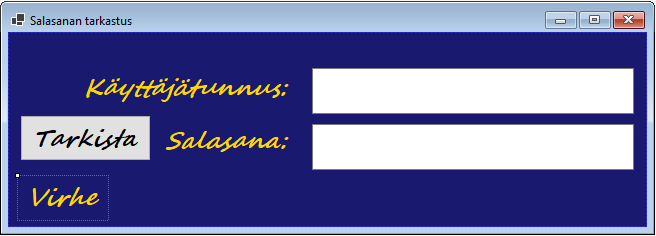 Salasanan tarkastus
Käyttäjätunnus:
Tarkista Salasana:
Virhe